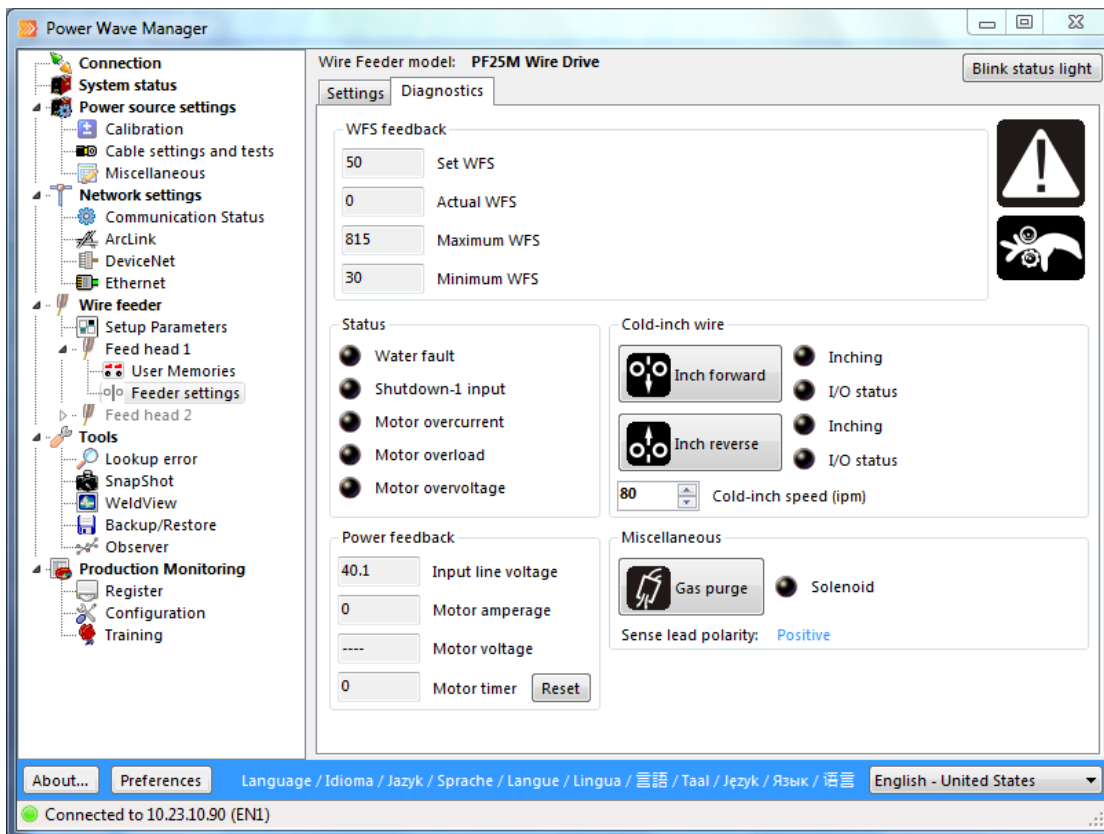 Power Wave Manager
Connection
System status
Power source settings
Calibration
Cable settings and tests
Miscellaneous
Network settings
Communication Status
ArcLink
DeviceNet
Ethernet
Wire feeder
Setup Parameters
Feed head 1
User Memories
Feeder settings
Feed head 2
Tools
Lookup error
SnapShot
WeldView
Backup/Restore
Observer
Production Monitoring
Register
Configuration
Training
Wire Feeder model: PF25M Wire Drive
Blink status light
Settings Diagnostics
WFS feedback
50 Set WFS
0 Actual WFS
815 Maximum WFS
30 Minimum WFS
Status
Water fault
Shutdown-1 input
Motor overcurrent
Motor overload
Motor overvoltage
Cold-inch wire
Inch forward Inching
I/O status
Inch reverse Inching
I/O status
80 Cold-inch speed (ipm)
Power feedback
40.1 Input line voltage
0 Motor amperage
---- Motor voltage
0 Motor timer Reset
Miscellaneous
Gas purge Solenoid
Sense lead polarity: Positive
About... Preferences Language / Idioma / Jazyk / Sprache / Langue / Lingua / 言語 / Taal / Język / Язык / 语言 English - United States
Connected to 10.23.10.90 (EN1)